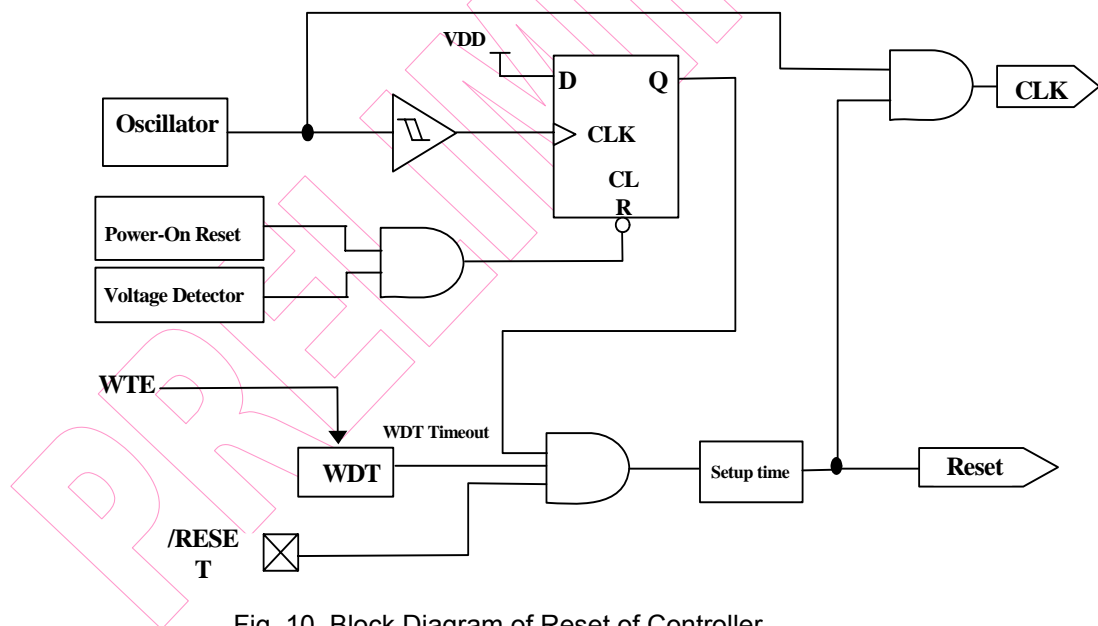 VDD
D
Q
CLK
Oscillator
CLK
CL
R
Power-On Reset
Voltage Detector
WTE
WDT Timeout
WDT
Setup time
Reset
/RESE
T
Fig. 10 Block Diagram of Reset of Controller